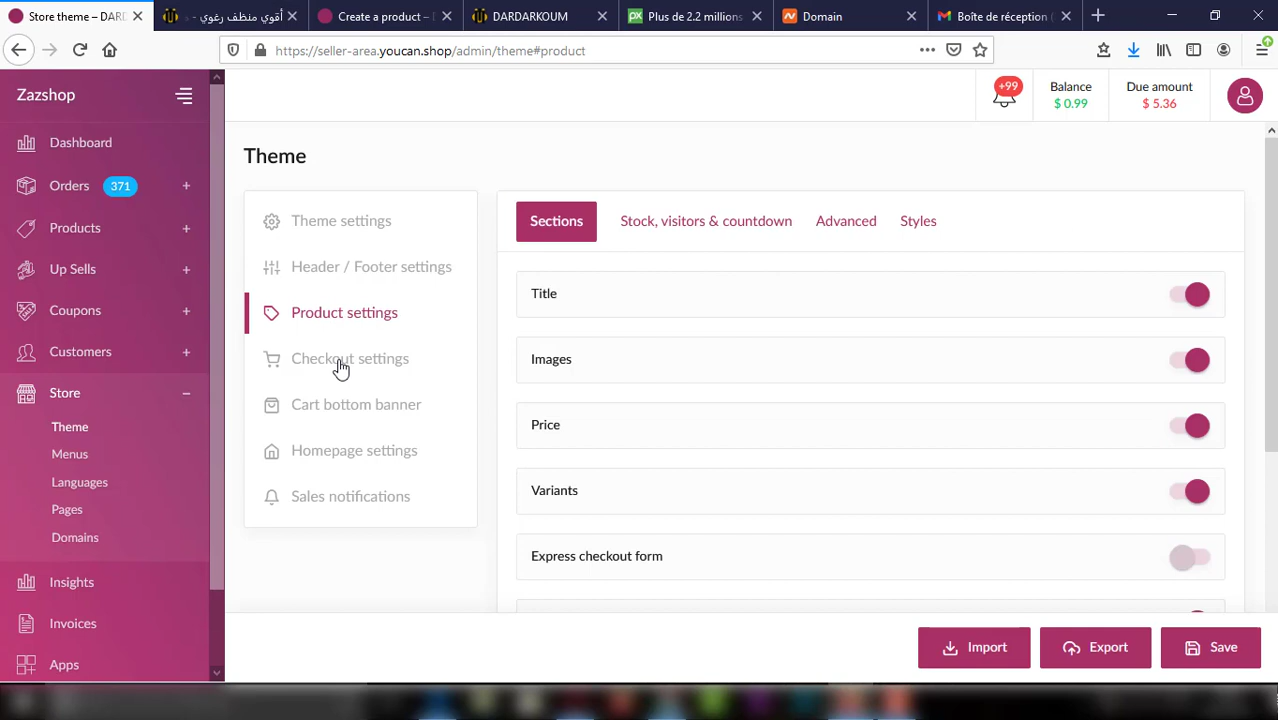 Store theme – DARD
أقوي منظف رغوي - s
Create a product –
DARDARKOUM
Plus de 2.2 millions
Domain
Boîte de réception (
https://seller-area.youcan.shop/admin/theme#product
Zazshop
+99
Balance
$ 0.99
Due amount
$ 5.36
Dashboard
Orders 371 +
Products +
Up Sells +
Coupons +
Customers +
Store −
Theme
Menus
Languages
Pages
Domains
Insights
Invoices
Apps
Theme
Theme settings
Header / Footer settings
Product settings
Checkout settings
Cart bottom banner
Homepage settings
Sales notifications
Sections Stock, visitors & countdown Advanced Styles
Title
Images
Price
Variants
Express checkout form
Import Export Save